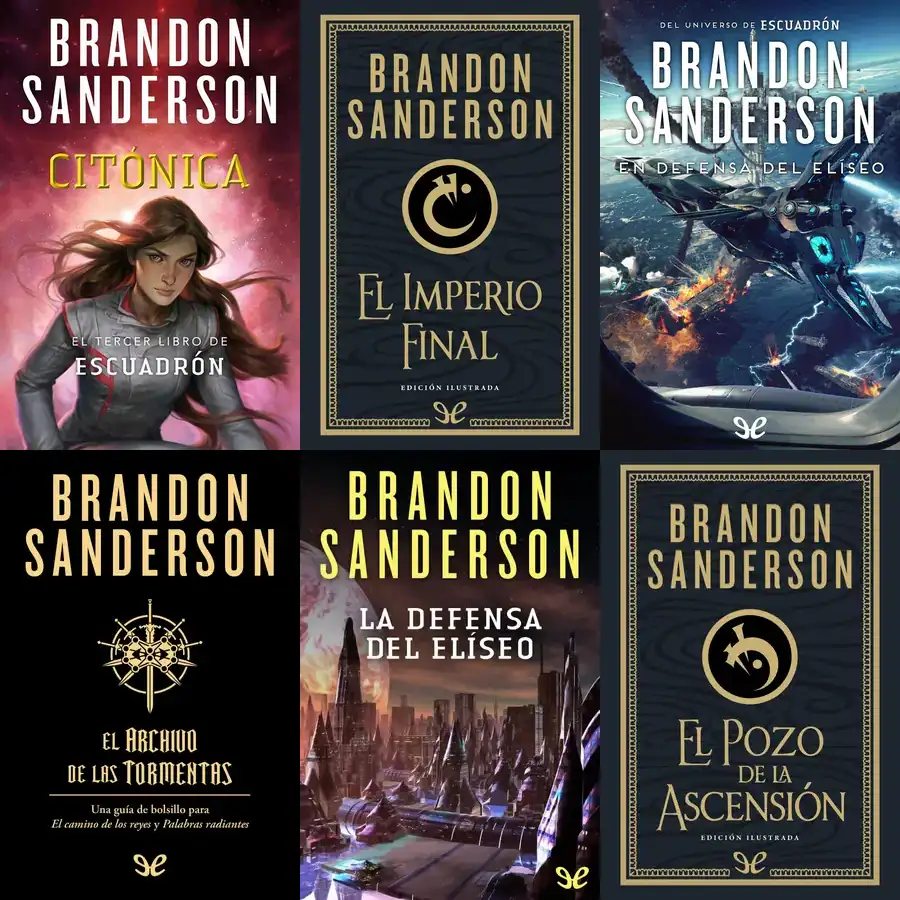 BRANDON
SANDERSON
CITÓNICA
EL TERCER LIBRO DE
ESCUADRÓN
BRANDON
SANDERSON
EL IMPERIO
FINAL
EDICIÓN ILUSTRADA
DEL UNIVERSO DE ESCUADRÓN
BRANDON
SANDERSON
EN DEFENSA DEL ELÍSEO
BRANDON
SANDERSON
EL ARCHIVO
DE LAS TORMENTAS
Una guía de bolsillo para
El camino de los reyes y Palabras radiantes
BRANDON
SANDERSON
LA DEFENSA
DEL ELÍSEO
BRANDON
SANDERSON
EL POZO
DE LA
ASCENSIÓN
EDICIÓN ILUSTRADA